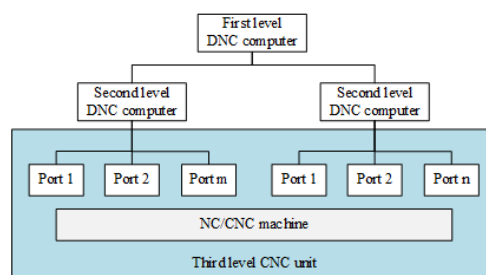 First level
DNC computer
Second level
DNC computer
Second level
DNC computer
Port 1
Port 2
Port m
Port 1
Port 2
Port n
NC/CNC machine
Third level CNC unit